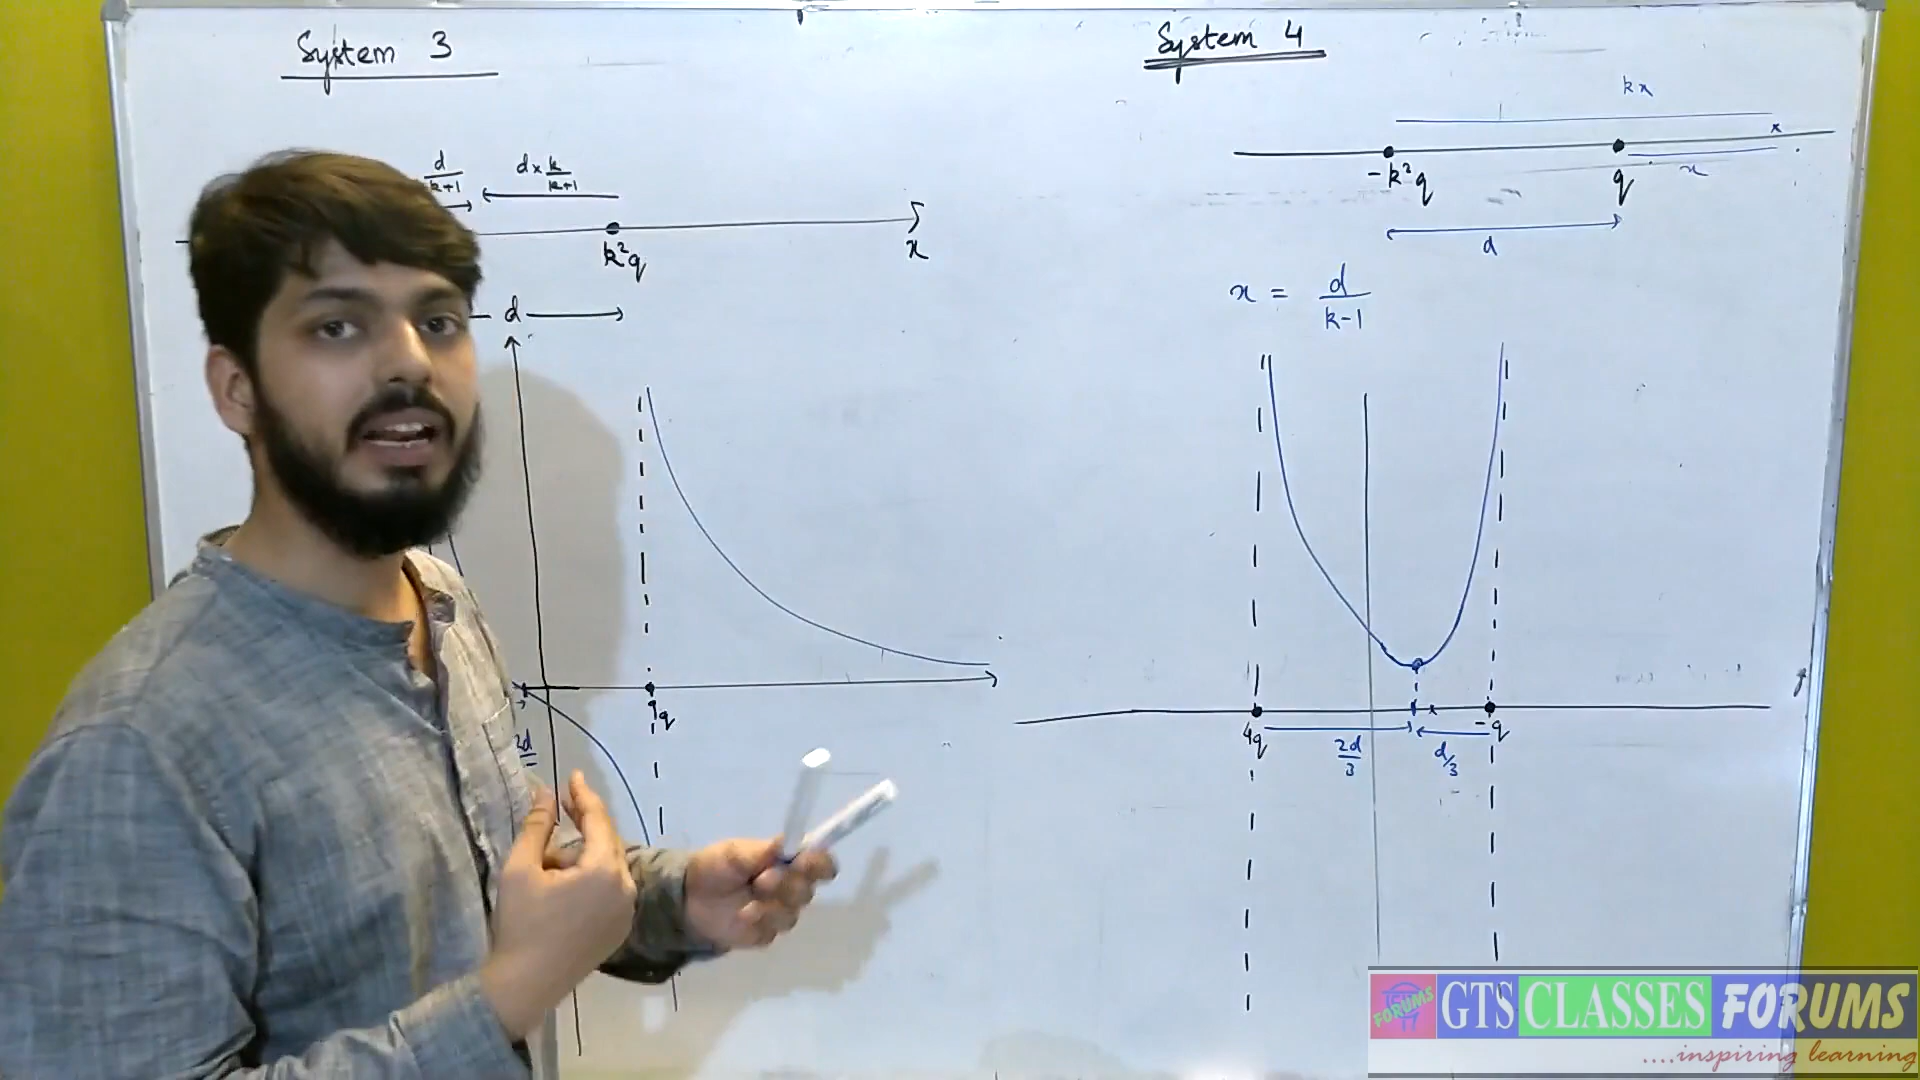 System 3
System 4
d/k+1
d × k/k+1
k²q
x
d
kx
-k²q
q
x
d
x = d/k-1
q
2d
4q
2d/3
d/3
-q
FORUMS
GTS CLASSES FORUMS
....inspiring learning